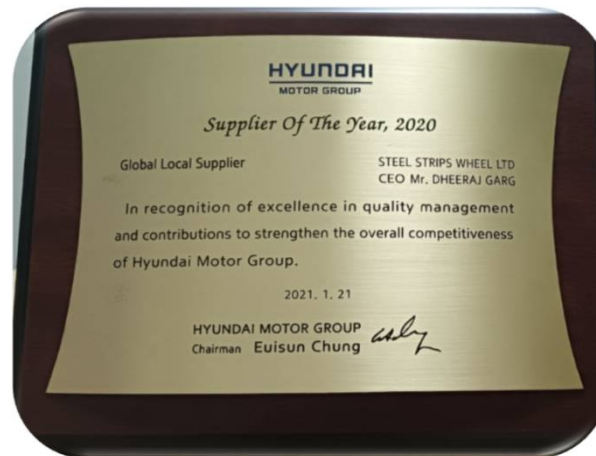 HYUNDAI
MOTOR GROUP
Supplier Of The Year, 2020
Global Local Supplier
STEEL STRIPS WHEEL LTD
CEO Mr. DHEERAJ GARG
In recognition of excellence in quality management
and contributions to strengthen the overall competitiveness
of Hyundai Motor Group.
2021. 1. 21
HYUNDAI MOTOR GROUP
Chairman Euisun Chung